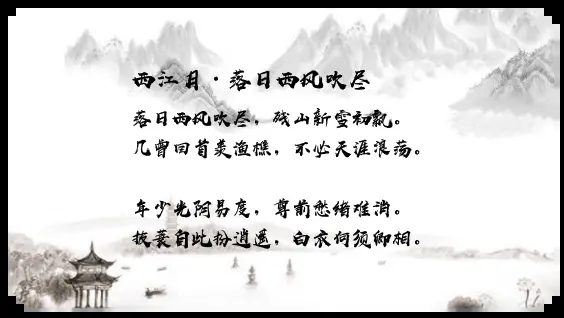 西江月·落日西风吹尽
落日西风吹尽，残山新雪初飘。
几曾回首羡渔樵，不必天涯浪荡。
年少光阴易度，尊前愁绪难消。
披蓑自此扮逍遥，白衣何须卿相。